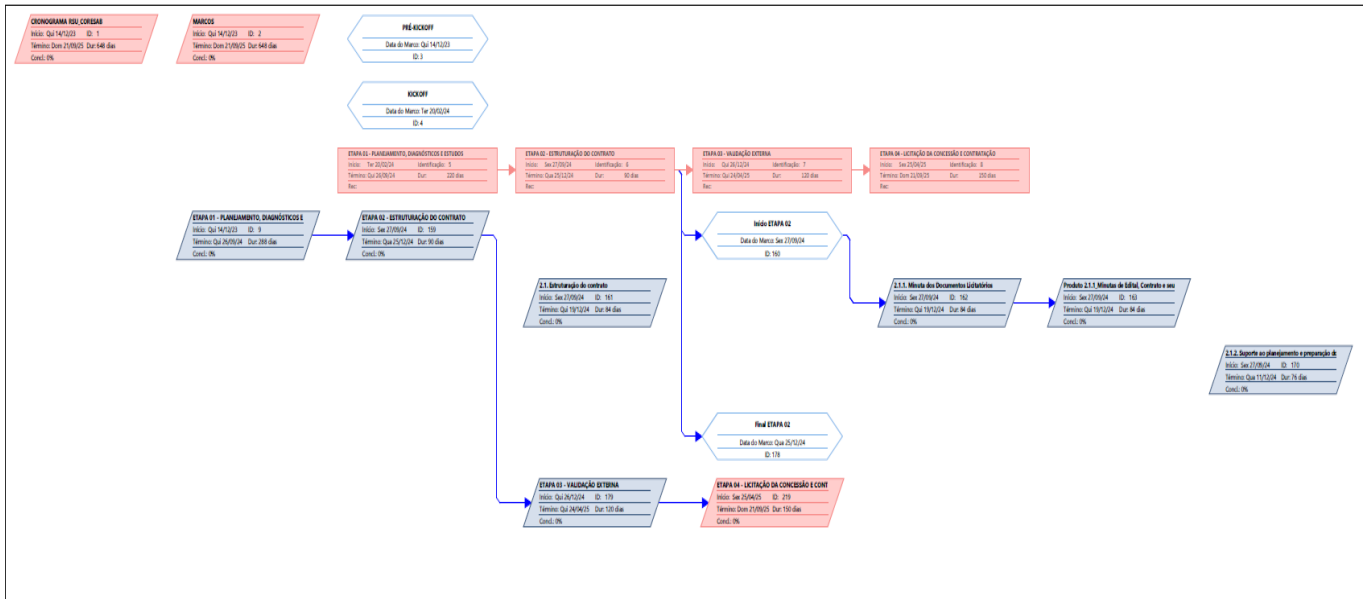 CRONOGRAMA RSU_CORESAB
Início: Qui 14/12/23 ID: 1
Término: Dom 21/09/25 Dur: 648 dias
Concl.: 0%
MARCOS
Início: Qui 14/12/23 ID: 2
Término: Dom 21/09/25 Dur: 648 dias
Concl.: 0%
PRÉ-KICKOFF
Data do Marco: Qui 14/12/23
ID: 3
KICKOFF
Data do Marco: Ter 20/02/24
ID: 4
ETAPA 01 - PLANEJAMENTO, DIAGNÓSTICOS E ESTUDOS
Início: Ter 20/02/24 Identificação: 5
Término: Qui 26/09/24 Dur: 220 dias
Rec:
ETAPA 02 - ESTRUTURAÇÃO DO CONTRATO
Início: Sex 27/09/24 Identificação: 6
Término: Qua 25/12/24 Dur: 90 dias
Rec:
ETAPA 03 - VALIDAÇÃO EXTERNA
Início: Qui 26/12/24 Identificação: 7
Término: Qui 24/04/25 Dur: 120 dias
Rec:
ETAPA 04 - LICITAÇÃO DA CONCESSÃO E CONTRATAÇÃO
Início: Sex 25/04/25 Identificação: 8
Término: Dom 21/09/25 Dur: 150 dias
Rec:
ETAPA 01 - PLANEJAMENTO, DIAGNÓSTICOS E
Início: Qui 14/12/23 ID: 9
Término: Qui 26/09/24 Dur: 288 dias
Concl.: 0%
ETAPA 02 - ESTRUTURAÇÃO DO CONTRATO
Início: Sex 27/09/24 ID: 159
Término: Qua 25/12/24 Dur: 90 dias
Concl.: 0%
Início ETAPA 02
Data do Marco: Sex 27/09/24
ID: 160
2.1. Estruturação do contrato
Início: Sex 27/09/24 ID: 161
Término: Qui 19/12/24 Dur: 84 dias
Concl.: 0%
2.1.1. Minuta dos Documentos Licitatórios
Início: Sex 27/09/24 ID: 162
Término: Qui 19/12/24 Dur: 84 dias
Concl.: 0%
Produto 2.1.1_Minutas de Edital, Contrato e seu
Início: Sex 27/09/24 ID: 163
Término: Qui 19/12/24 Dur: 84 dias
Concl.: 0%
2.1.2. Suporte ao planejamento e preparação de
Início: Sex 27/09/24 ID: 170
Término: Qua 11/12/24 Dur: 76 dias
Concl.: 0%
Final ETAPA 02
Data do Marco: Qua 25/12/24
ID: 178
ETAPA 03 - VALIDAÇÃO EXTERNA
Início: Qui 26/12/24 ID: 179
Término: Qui 24/04/25 Dur: 120 dias
Concl.: 0%
ETAPA 04 - LICITAÇÃO DA CONCESSÃO E CONT
Início: Sex 25/04/25 ID: 219
Término: Dom 21/09/25 Dur: 150 dias
Concl.: 0%